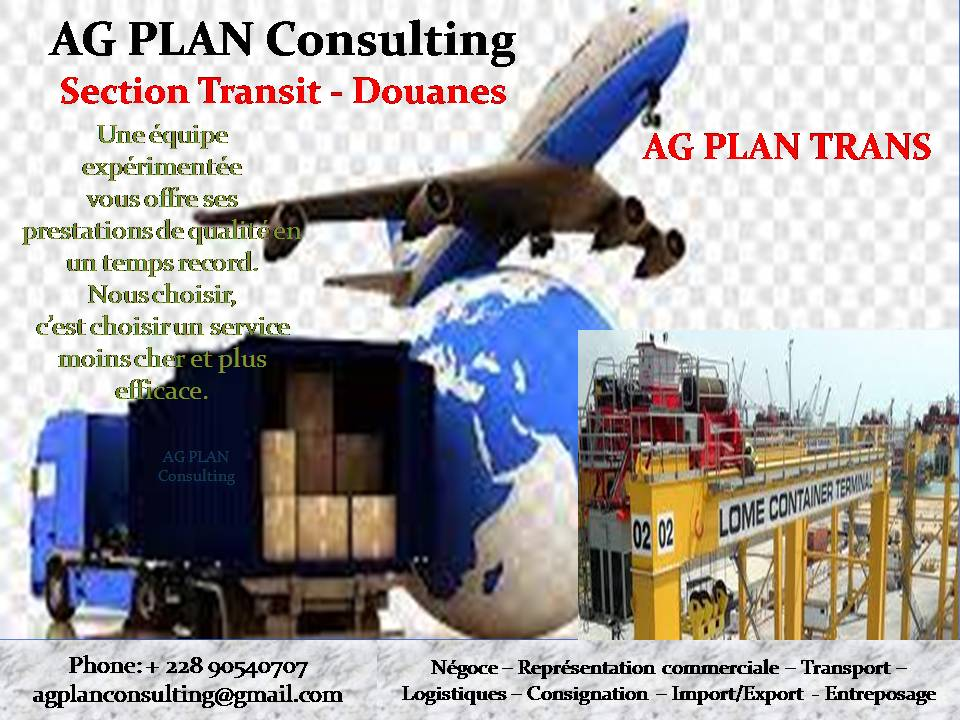 AG PLAN Consulting
Section Transit - Douanes
Une équipe
expérimentée
vous offre ses
prestations de qualité en
un temps record.
Nous choisir,
c'est choisir un service
moins cher et plus
efficace.
AG PLAN TRANS
AG PLAN
Consulting
02 02
LOME CONTAINER TERMINAL
Phone: + 228 90540707
agplanconsulting@gmail.com
Négoce – Représentation commerciale – Transport –
Logistiques – Consignation – Import/Export - Entreposage